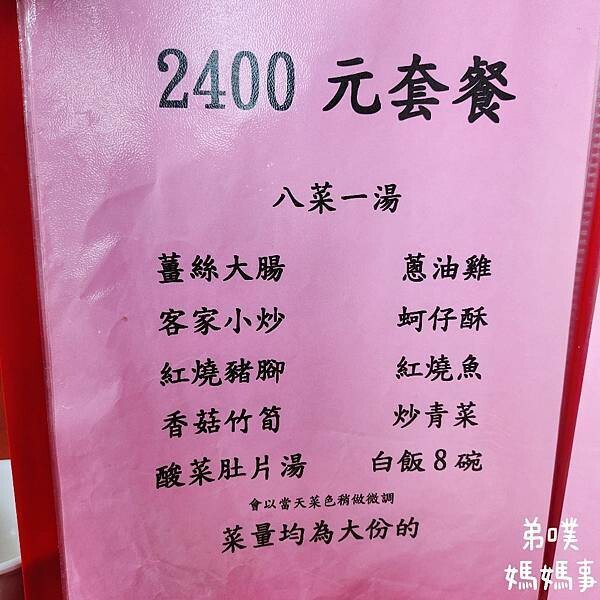 2400 元套餐
八菜一湯
薑絲大腸 蔥油雞
客家小炒 蚵仔酥
紅燒豬腳 紅燒魚
香菇竹筍 炒青菜
酸菜肚片湯 白飯8碗
會以當天菜色稍做微調
菜量均為大份的
弟噗
媽媽事